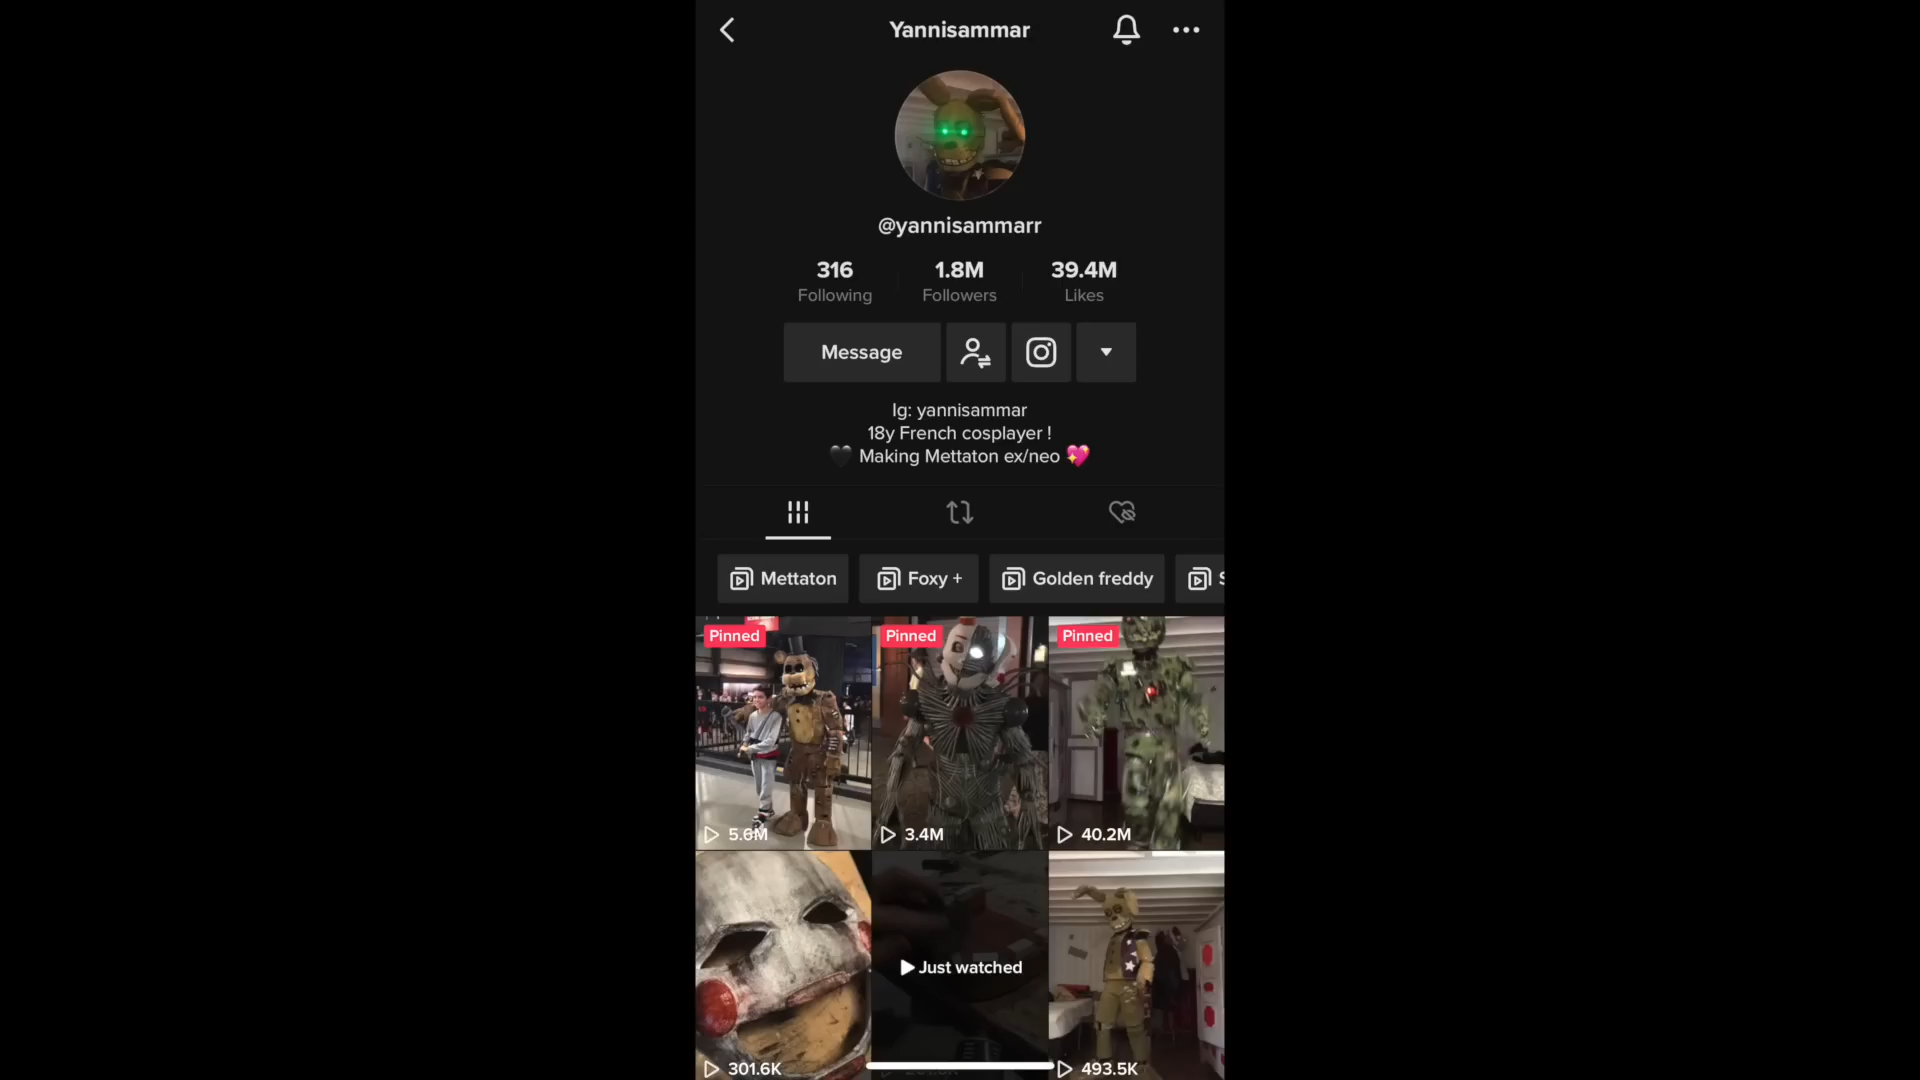 Yannisammar
@yannisammarr
316
1.8M
39.4M
Following
Followers
Likes
Message
Ig: yannisammar
18y French cosplayer !
🖤 Making Mettaton ex/neo 💖
Mettaton
Foxy +
Golden freddy
Pinned
Pinned
Pinned
5.6M
3.4M
40.2M
Just watched
301.6K
493.5K